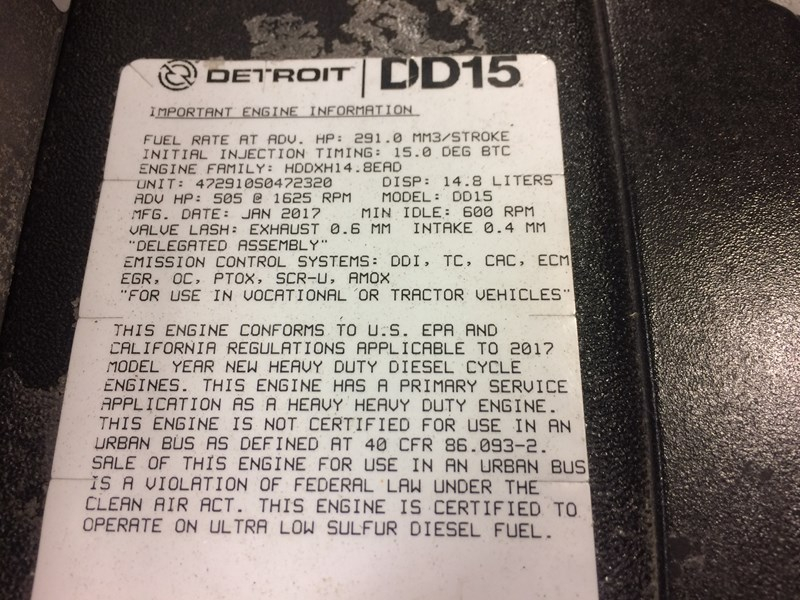 DETROIT DD15
IMPORTANT ENGINE INFORMATION
FUEL RATE AT ADV. HP: 291.0 MM3/STROKE
INITIAL INJECTION TIMING: 15.0 DEG BTC
ENGINE FAMILY: HDDXH14.8EAD
UNIT: 472910S0472320 DISP: 14.8 LITERS
ADV HP: 505 @ 1625 RPM MODEL: DD15
MFG. DATE: JAN 2017 MIN IDLE: 600 RPM
VALVE LASH: EXHAUST 0.6 MM INTAKE 0.4 MM
"DELEGATED ASSEMBLY"
EMISSION CONTROL SYSTEMS: DDI, TC, CAC, ECM
EGR, OC, PTOX, SCR-U, AMOX
"FOR USE IN VOCATIONAL OR TRACTOR VEHICLES"
THIS ENGINE CONFORMS TO U.S. EPA AND
CALIFORNIA REGULATIONS APPLICABLE TO 2017
MODEL YEAR NEW HEAVY DUTY DIESEL CYCLE
ENGINES. THIS ENGINE HAS A PRIMARY SERVICE
APPLICATION AS A HEAVY HEAVY DUTY ENGINE.
THIS ENGINE IS NOT CERTIFIED FOR USE IN AN
URBAN BUS AS DEFINED AT 40 CFR 86.093-2.
SALE OF THIS ENGINE FOR USE IN AN URBAN BUS
IS A VIOLATION OF FEDERAL LAW UNDER THE
CLEAN AIR ACT. THIS ENGINE IS CERTIFIED TO
OPERATE ON ULTRA LOW SULFUR DIESEL FUEL.